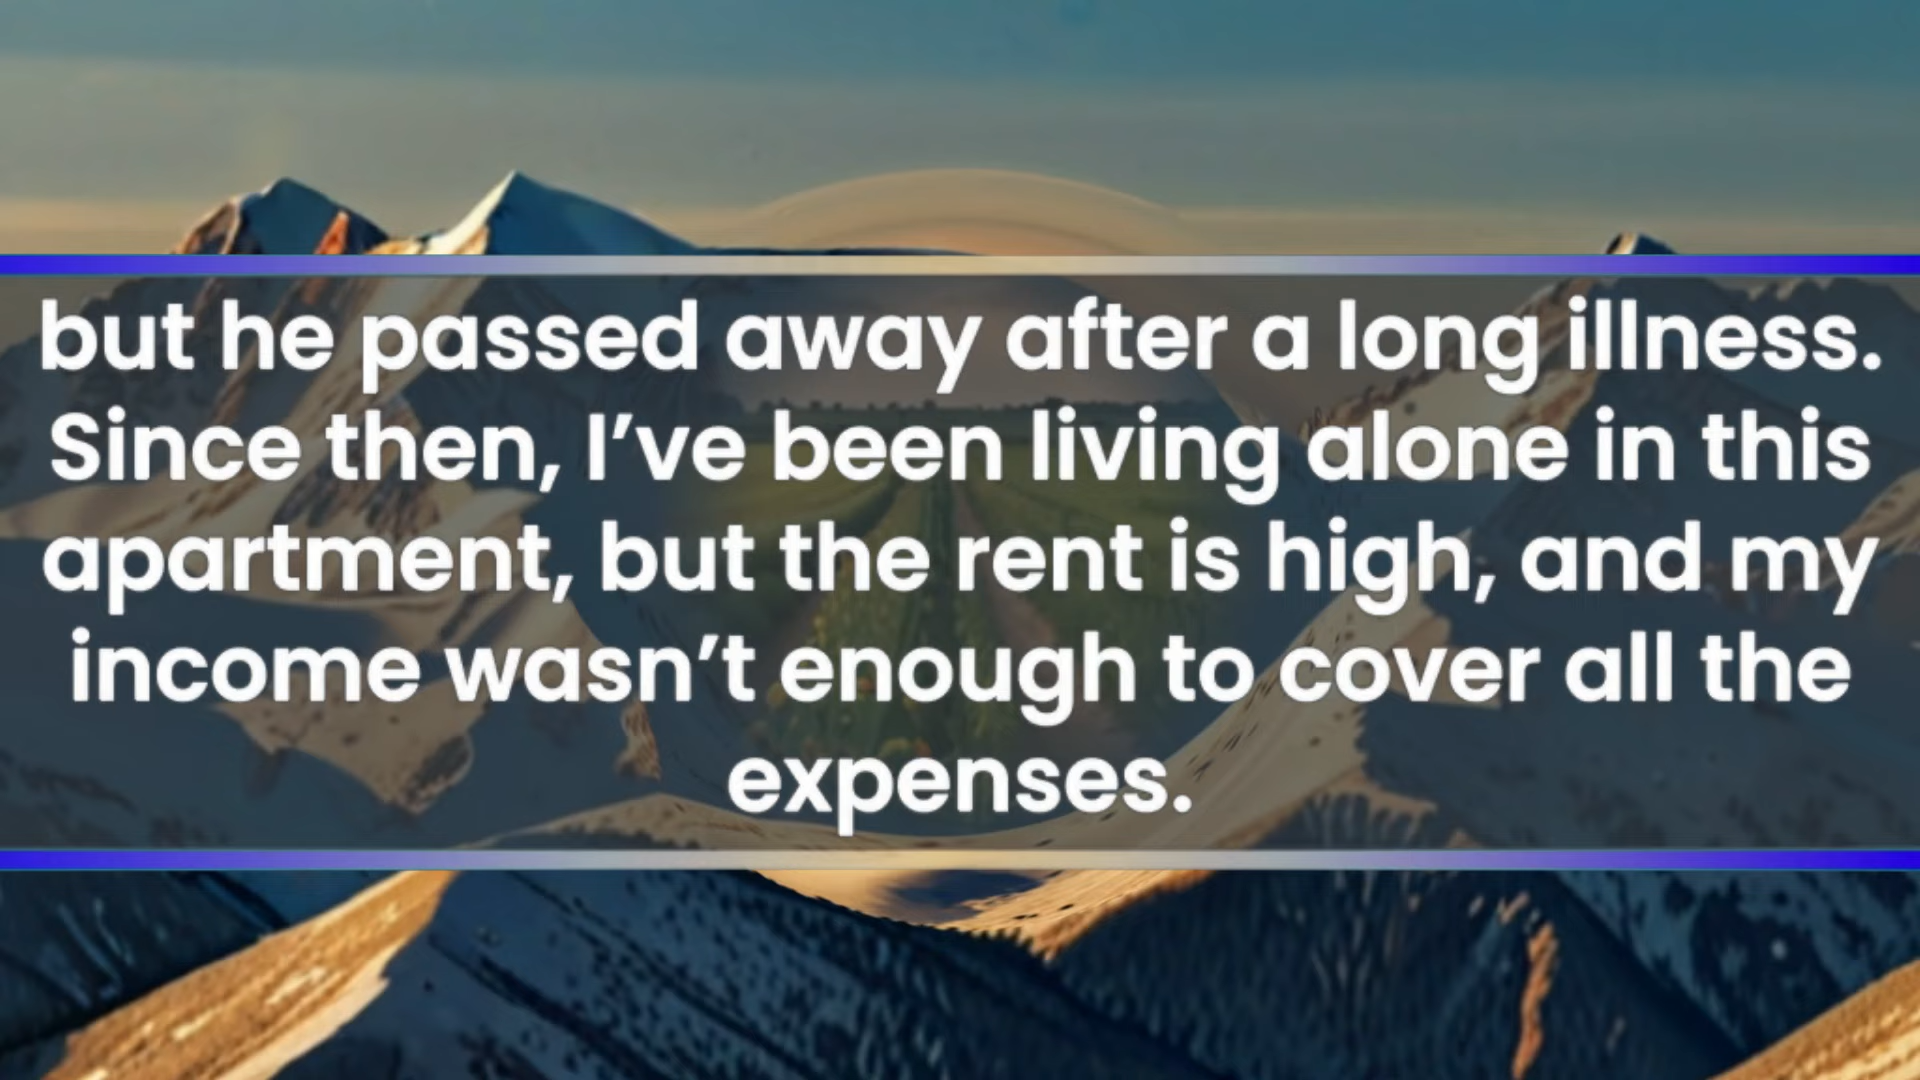 but he passed away after a long illness.
Since then, I’ve been living alone in this
apartment, but the rent is high, and my
income wasn’t enough to cover all the
expenses.